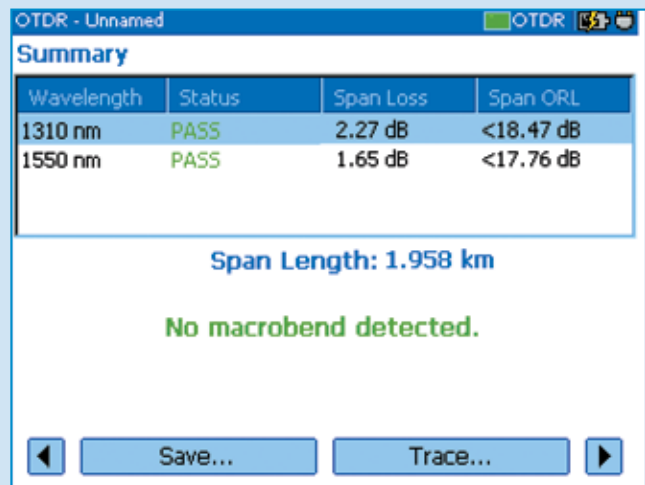 OTDR - Unnamed OTDR
Summary
Wavelength Status Span Loss Span ORL
1310 nm PASS 2.27 dB <18.47 dB
1550 nm PASS 1.65 dB <17.76 dB
Span Length: 1.958 km
No macrobend detected.
Save... Trace...